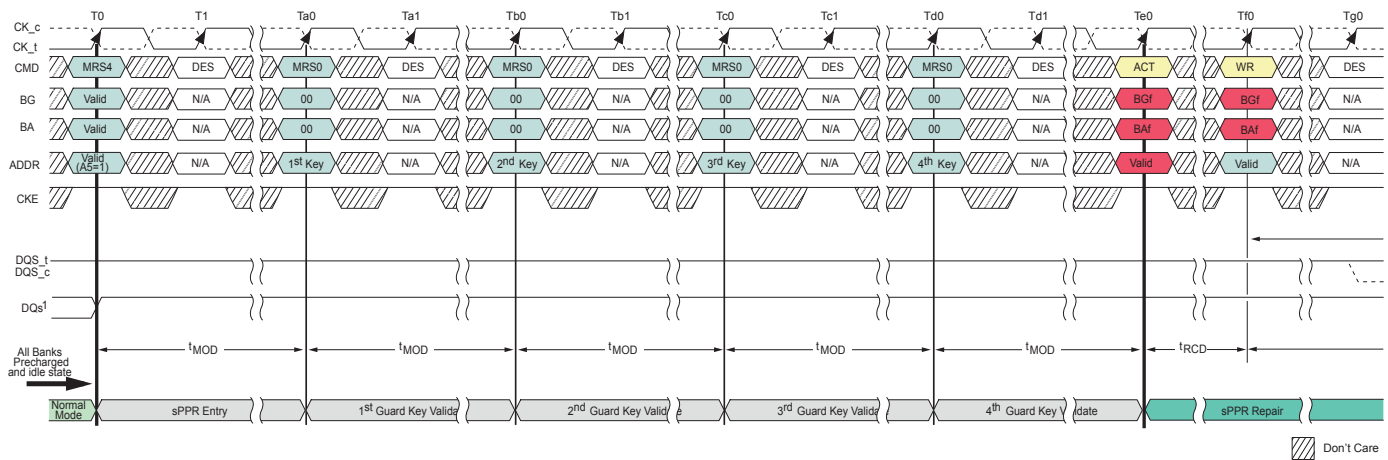 T0 T1 Ta0 Ta1 Tb0 Tb1 Tc0 Tc1 Td0 Td1 Te0 Tf0 Tg0
CK_c
CK_t
CMD MRS4 DES MRS0 DES MRS0 DES MRS0 DES MRS0 DES ACT WR DES
BG Valid N/A 00 N/A 00 N/A 00 N/A 00 N/A BGf BGf N/A
BA Valid N/A 00 N/A 00 N/A 00 N/A 00 N/A BAf BAf N/A
ADDR Valid (A5=1) N/A 1st Key N/A 2nd Key N/A 3rd Key N/A 4th Key N/A Valid Valid N/A
CKE
DQS_t
DQS_c
DQs1
tMOD tMOD tMOD tMOD tMOD tRCD
All Banks
Precharged
and idle state
Normal Mode sPPR Entry 1st Guard Key Valida 2nd Guard Key Valid e 3rd Guard Key Valida 4th Guard Key V date sPPR Repair
Don't Care